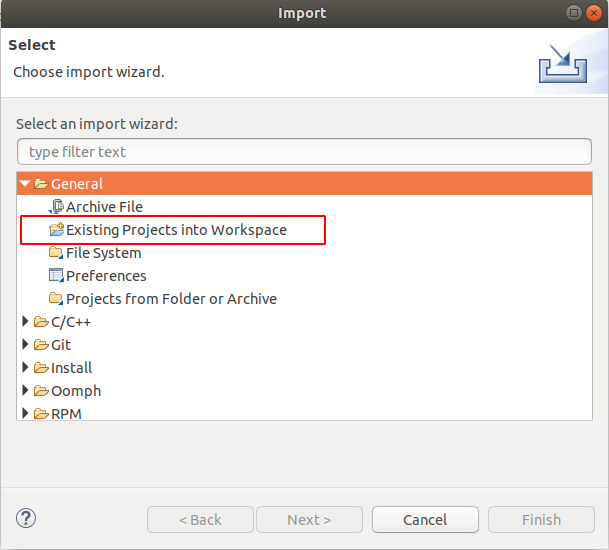 Import
Select
Choose import wizard.
Select an import wizard:
type filter text
General
Archive File
Existing Projects into Workspace
File System
Preferences
Projects from Folder or Archive
C/C++
Git
Install
Oomph
RPM
?
< Back
Next >
Cancel
Finish